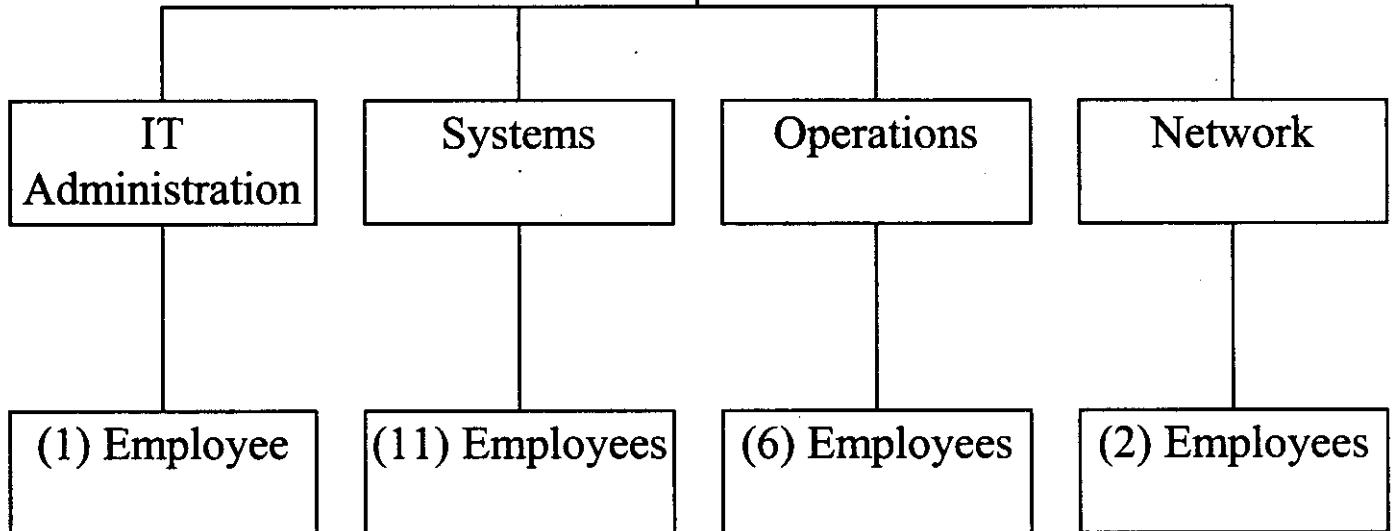 IT
Administration
Systems
Operations
Network
(1) Employee
(11) Employees
(6) Employees
(2) Employees